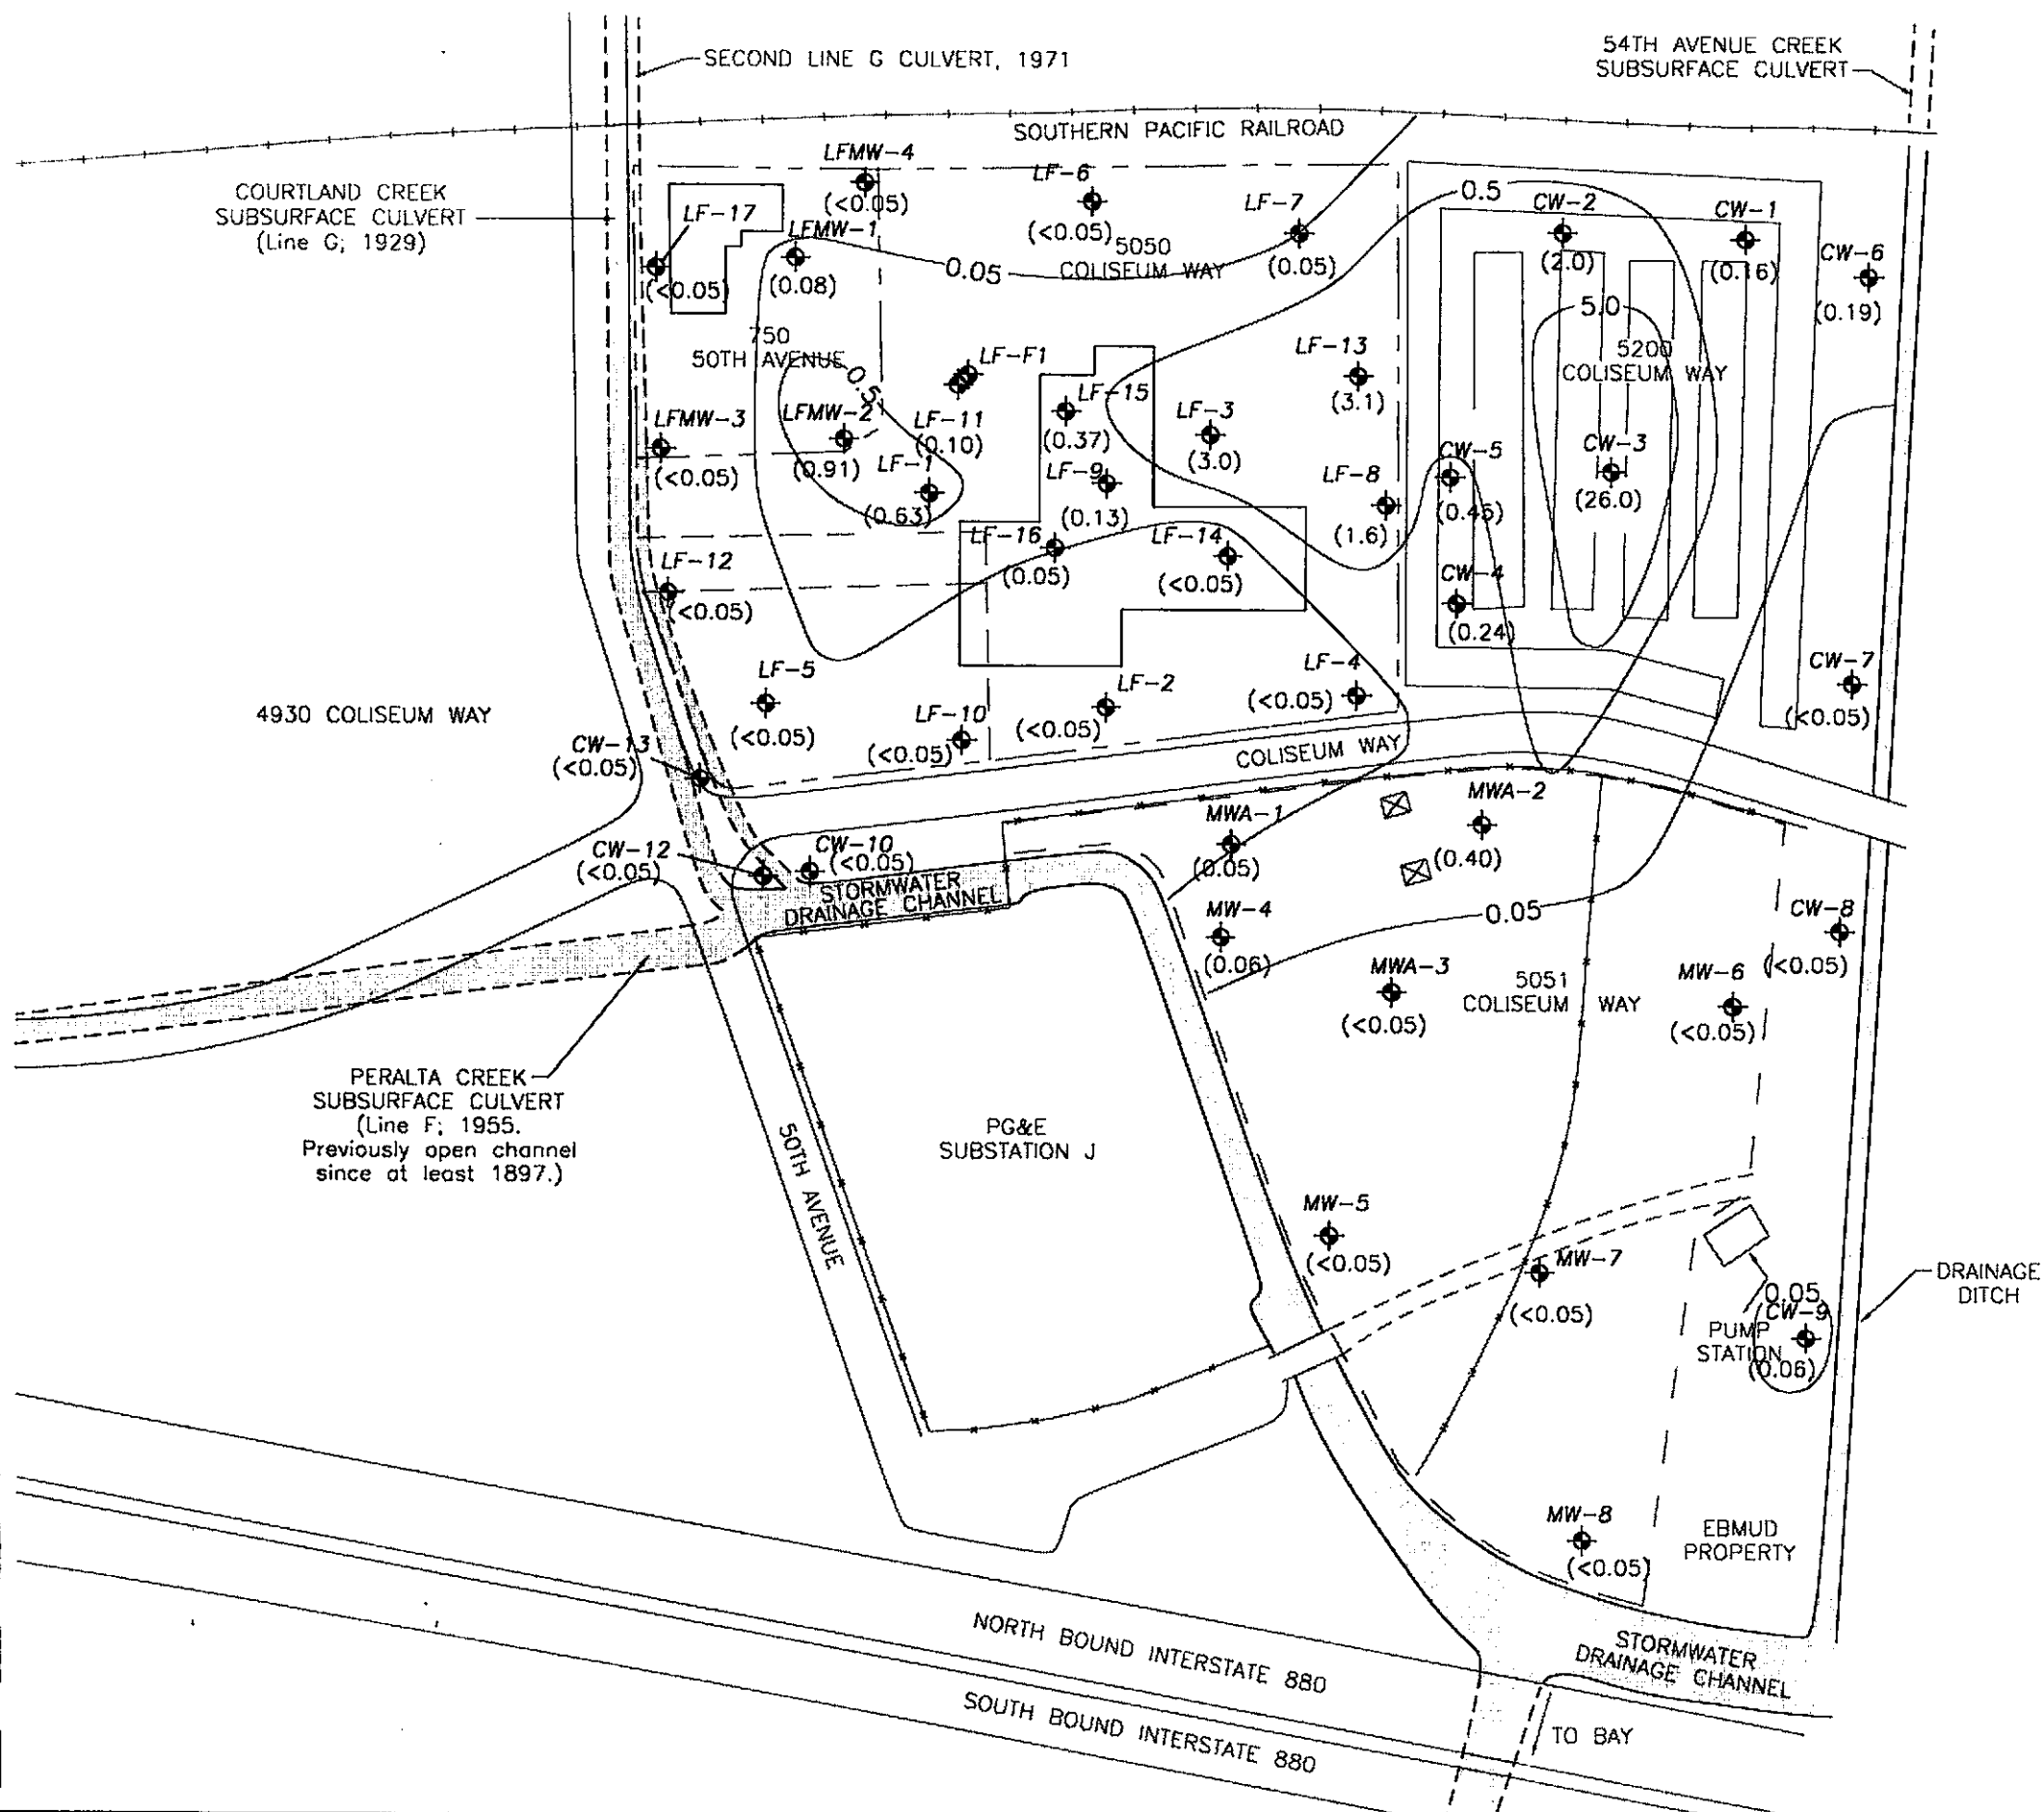 SECOND LINE G CULVERT, 1971
54TH AVENUE CREEK
SUBSURFACE CULVERT
SOUTHERN PACIFIC RAILROAD
COURTLAND CREEK
SUBSURFACE CULVERT
(Line G; 1929)
LFMW-4
(<0.05)
LF-6
(<0.05)
LF-7
(0.05)
0.5
CW-2
(2.0)
CW-1
(0.16)
CW-6
(0.19)
LF-17
(<0.05)
LFMW-1
(0.08)
0.05
5050
COLISEUM WAY
5.0
5200
COLISEUM WAY
750
50TH AVENUE
0.5
LF-F1
LF-11
(0.10)
LF-15
(0.37)
LF-13
(3.1)
LF-3
(3.0)
LFMW-3
(<0.05)
LFMW-2
(0.91)
LF-1
(0.63)
LF-9
(0.13)
LF-8
(1.6)
CW-5
(0.45)
CW-3
(26.0)
LF-16
(0.05)
LF-14
(<0.05)
LF-12
(<0.05)
CW-4
(0.24)
LF-5
(<0.05)
LF-10
(<0.05)
LF-2
(<0.05)
LF-4
(<0.05)
CW-7
(<0.05)
4930 COLISEUM WAY
CW-13
(<0.05)
COLISEUM WAY
MWA-1
(0.05)
MWA-2
(0.40)
CW-12
(<0.05)
CW-10
(<0.05)
STORMWATER
DRAINAGE CHANNEL
MW-4
(0.06)
0.05
CW-8
(<0.05)
MWA-3
(<0.05)
5051
COLISEUM WAY
MW-6
(<0.05)
PERALTA CREEK
SUBSURFACE CULVERT
(Line F; 1955.
Previously open channel
since at least 1897.)
50TH AVENUE
PG&E
SUBSTATION J
MW-5
(<0.05)
MW-7
(<0.05)
0.05
CW-9
(0.06)
PUMP
STATION
DRAINAGE
DITCH
MW-8
(<0.05)
EBMUD
PROPERTY
NORTH BOUND INTERSTATE 880
SOUTH BOUND INTERSTATE 880
STORMWATER
DRAINAGE CHANNEL
TO BAY